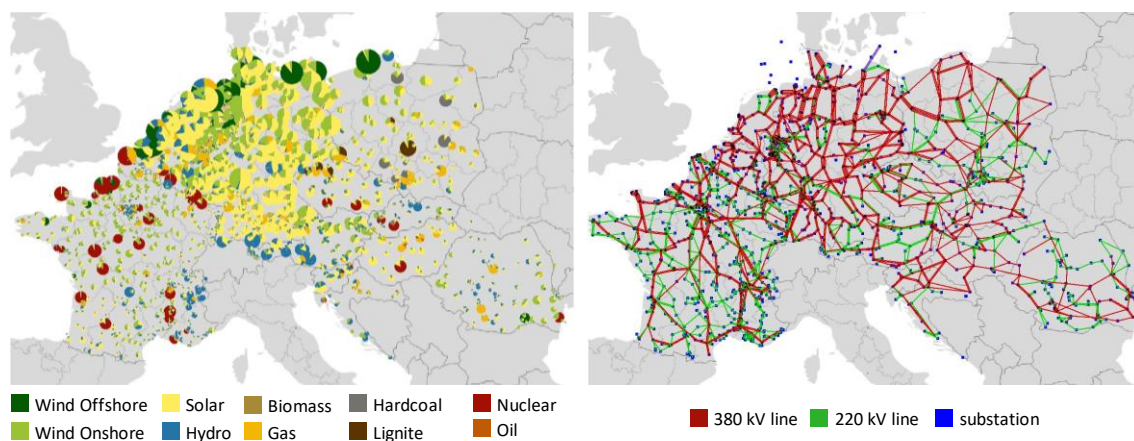 Wind Offshore Solar Biomass Hardcoal Nuclear
Wind Onshore Hydro Gas Lignite Oil
380 kV line 220 kV line substation